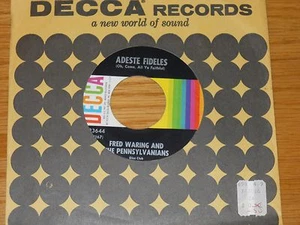 DECCA RECORDS
a new world of sound
ADESTE FIDELES
(Oh, Come, All Ye Faithful)
DECCA
23644
FRED WARING AND
THE PENNSYLVANIANS